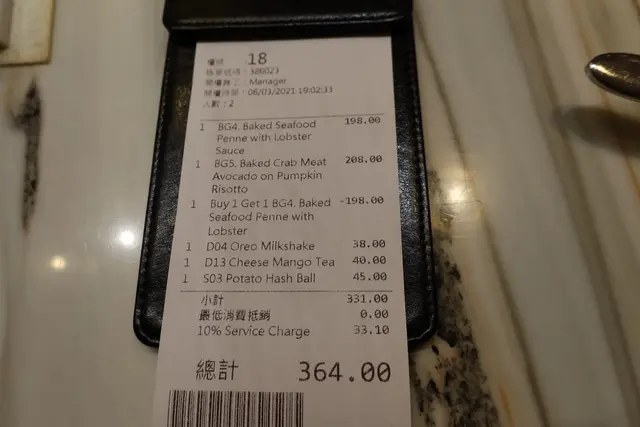 18
: 386023
: Manager
: 06/03/2021 19:02:33
人數 : 2
1 BG4. Baked Seafood 198.00
Penne with Lobster
Sauce
1 BG5. Baked Crab Meat 208.00
Avocado on Pumpkin
Risotto
1 Buy 1 Get 1 BG4. Baked -198.00
Seafood Penne with
Lobster
1 D04 Oreo Milkshake 38.00
1 D13 Cheese Mango Tea 40.00
1 S03 Potato Hash Ball 45.00
小計 331.00
最低消費抵銷 0.00
10% Service Charge 33.10
總計 364.00